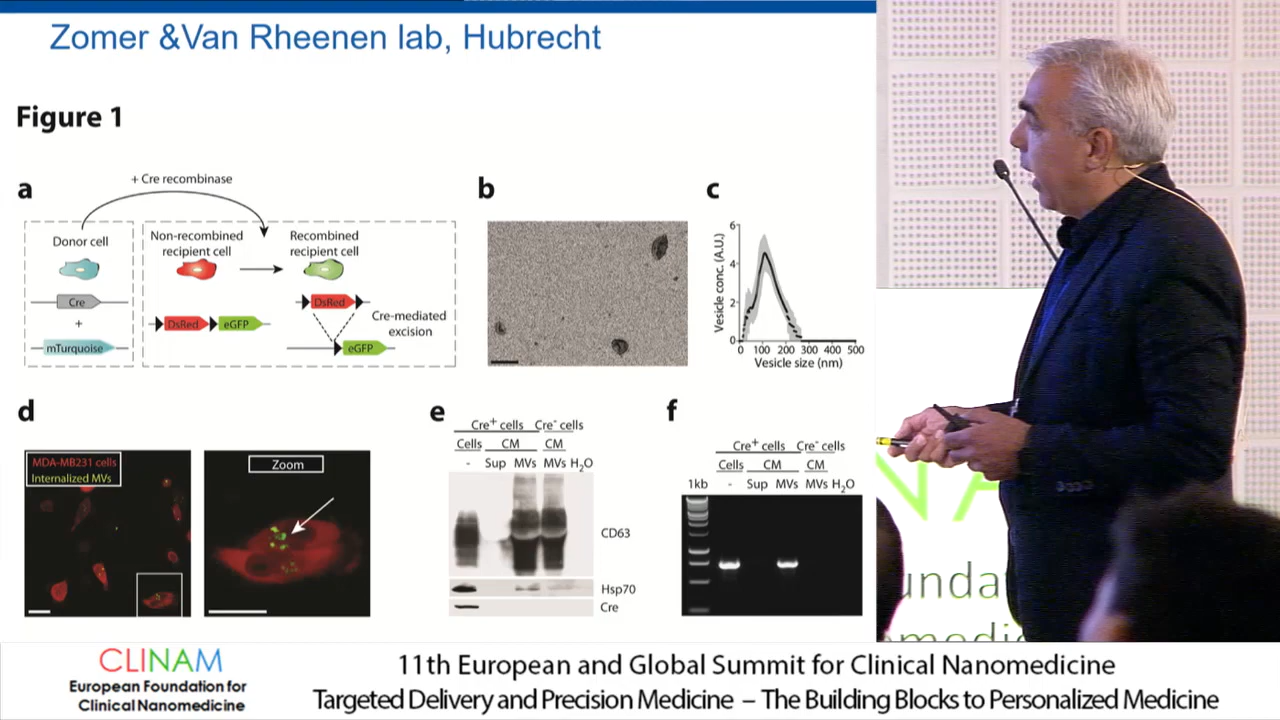 Zomer &Van Rheenen lab, Hubrecht
Figure 1
a
+ Cre recombinase
Donor cell
Cre
+
mTurquoise
Non-recombined
recipient cell
DsRed eGFP
Recombined
recipient cell
DsRed
Cre-mediated
excision
eGFP
b
c
Vesicle conc. (A.U.)
6
4
2
0
0 100 200 300 400 500
Vesicle size (nm)
d
MDA-MB231 cells
Internalized MVs
Zoom
e
Cre⁺ cells Cre⁻ cells
Cells CM CM
- Sup MVs MVs H₂O
CD63
Hsp70
Cre
f
Cre⁺ cells Cre⁻ cells
Cells CM CM
1kb - Sup MVs MVs H₂O
NA
unda
medi
CLINAM
European Foundation for
Clinical Nanomedicine
11th European and Global Summit for Clinical Nanomedicine
Targeted Delivery and Precision Medicine – The Building Blocks to Personalized Medicine